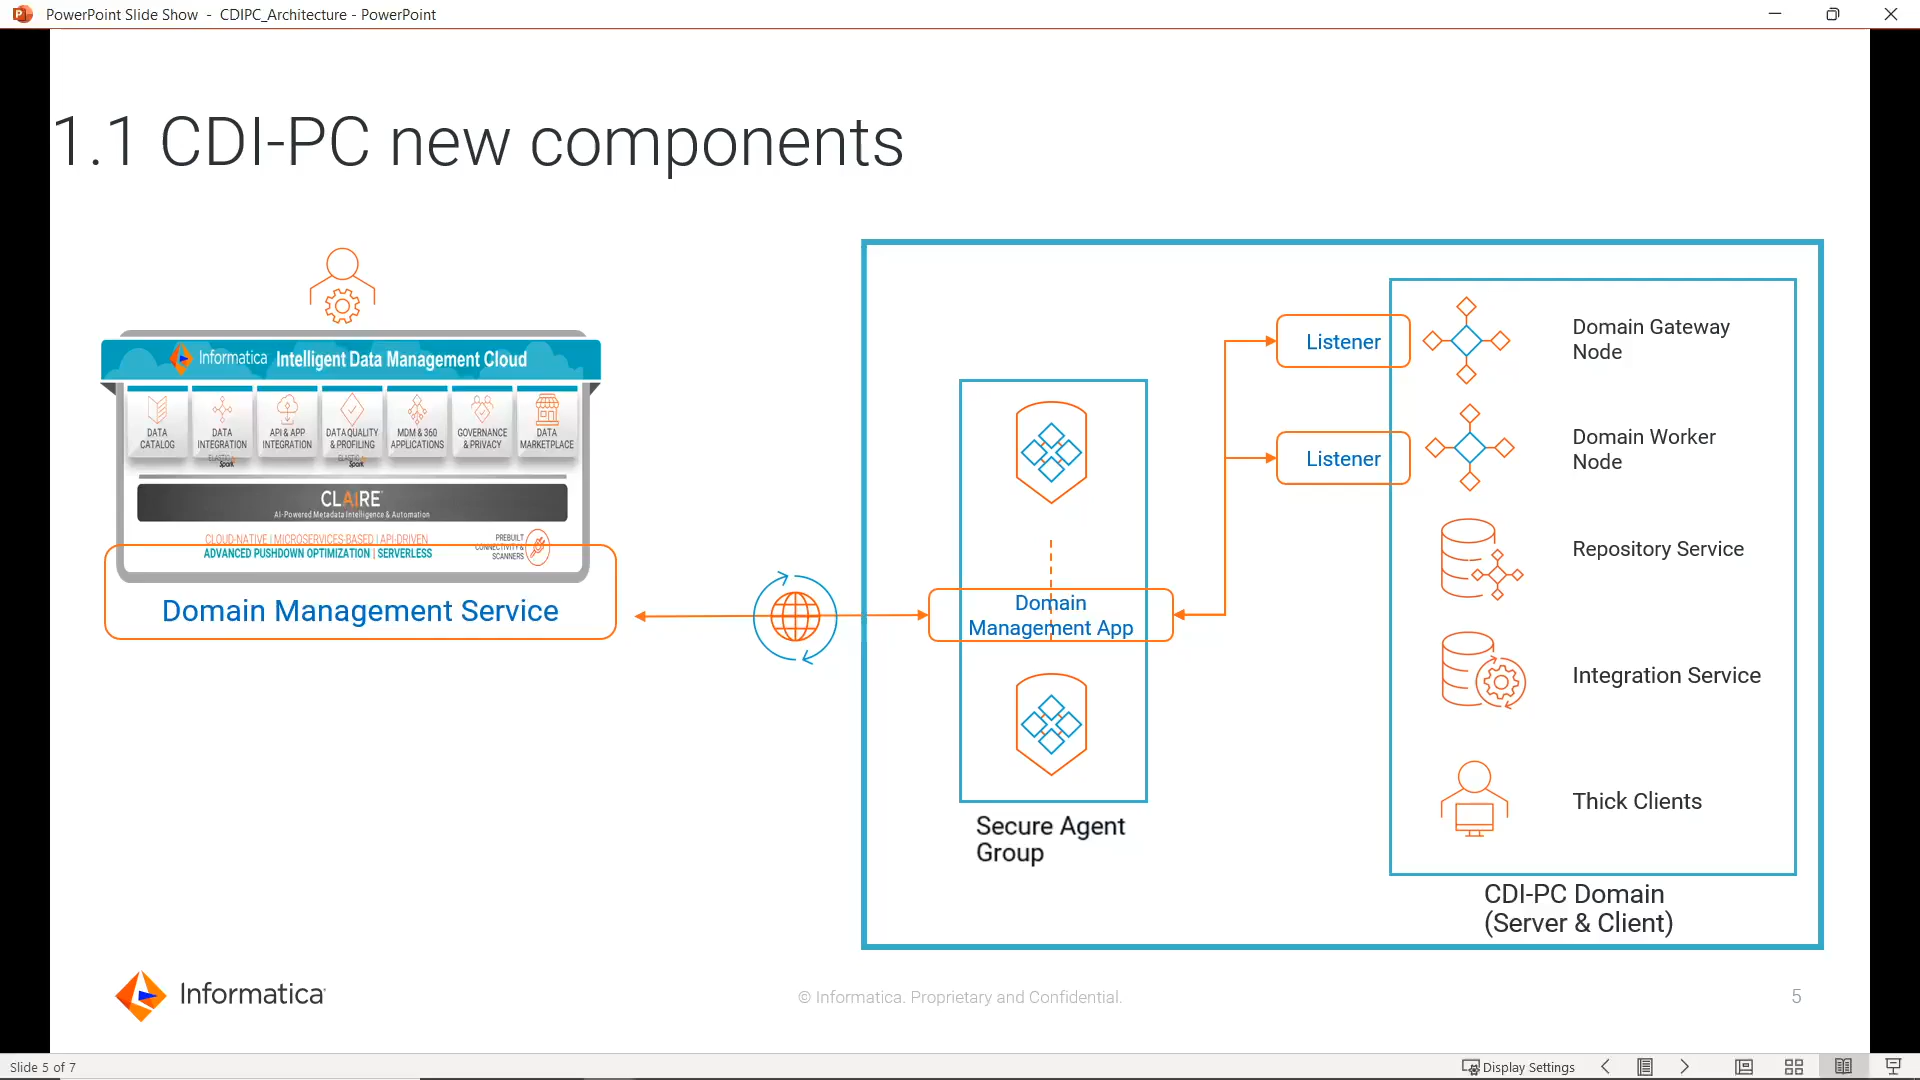 PowerPoint Slide Show - CDIPC_Architecture - PowerPoint
1.1 CDI-PC new components
Informatica Intelligent Data Management Cloud
DATA
CATALOG
DATA
INTEGRATION
ELASTIC
Spark
API & APP
INTEGRATION
DATA QUALITY
& PROFILING
ELASTIC
Spark
MDM & 360
APPLICATIONS
GOVERNANCE
& PRIVACY
DATA
MARKETPLACE
CLAIRE
AI-Powered Metadata Intelligence & Automation
CLOUD-NATIVE | MICROSERVICES-BASED | API-DRIVEN
ADVANCED PUSHDOWN OPTIMIZATION | SERVERLESS
PREBUILT
CONNECTIVITY &
SCANNERS
Domain Management Service
Domain
Management App
Secure Agent
Group
Listener
Listener
Domain Gateway
Node
Domain Worker
Node
Repository Service
Integration Service
Thick Clients
CDI-PC Domain
(Server & Client)
Informatica
© Informatica. Proprietary and Confidential.
5
Slide 5 of 7
Display Settings